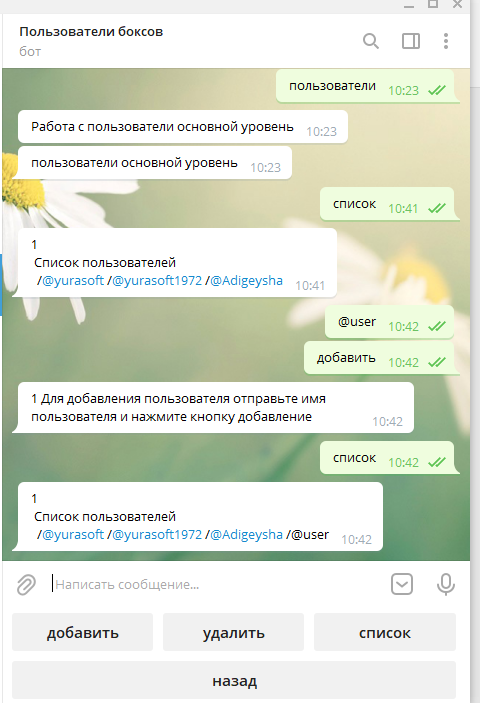 Пользователи боксов
бот
пользователи 10:23
Работа с пользователи основной уровень 10:23
пользователи основной уровень 10:23
список 10:41
1
Список пользователей
/@yurasoft /@yurasoft1972 /@Adigeysha 10:41
@user 10:42
добавить 10:42
1 Для добавления пользователя отправьте имя
пользователя и нажмите кнопку добавление 10:42
список 10:42
1
Список пользователей
/@yurasoft /@yurasoft1972 /@Adigeysha /@user 10:42
Написать сообщение...
добавить удалить список
назад